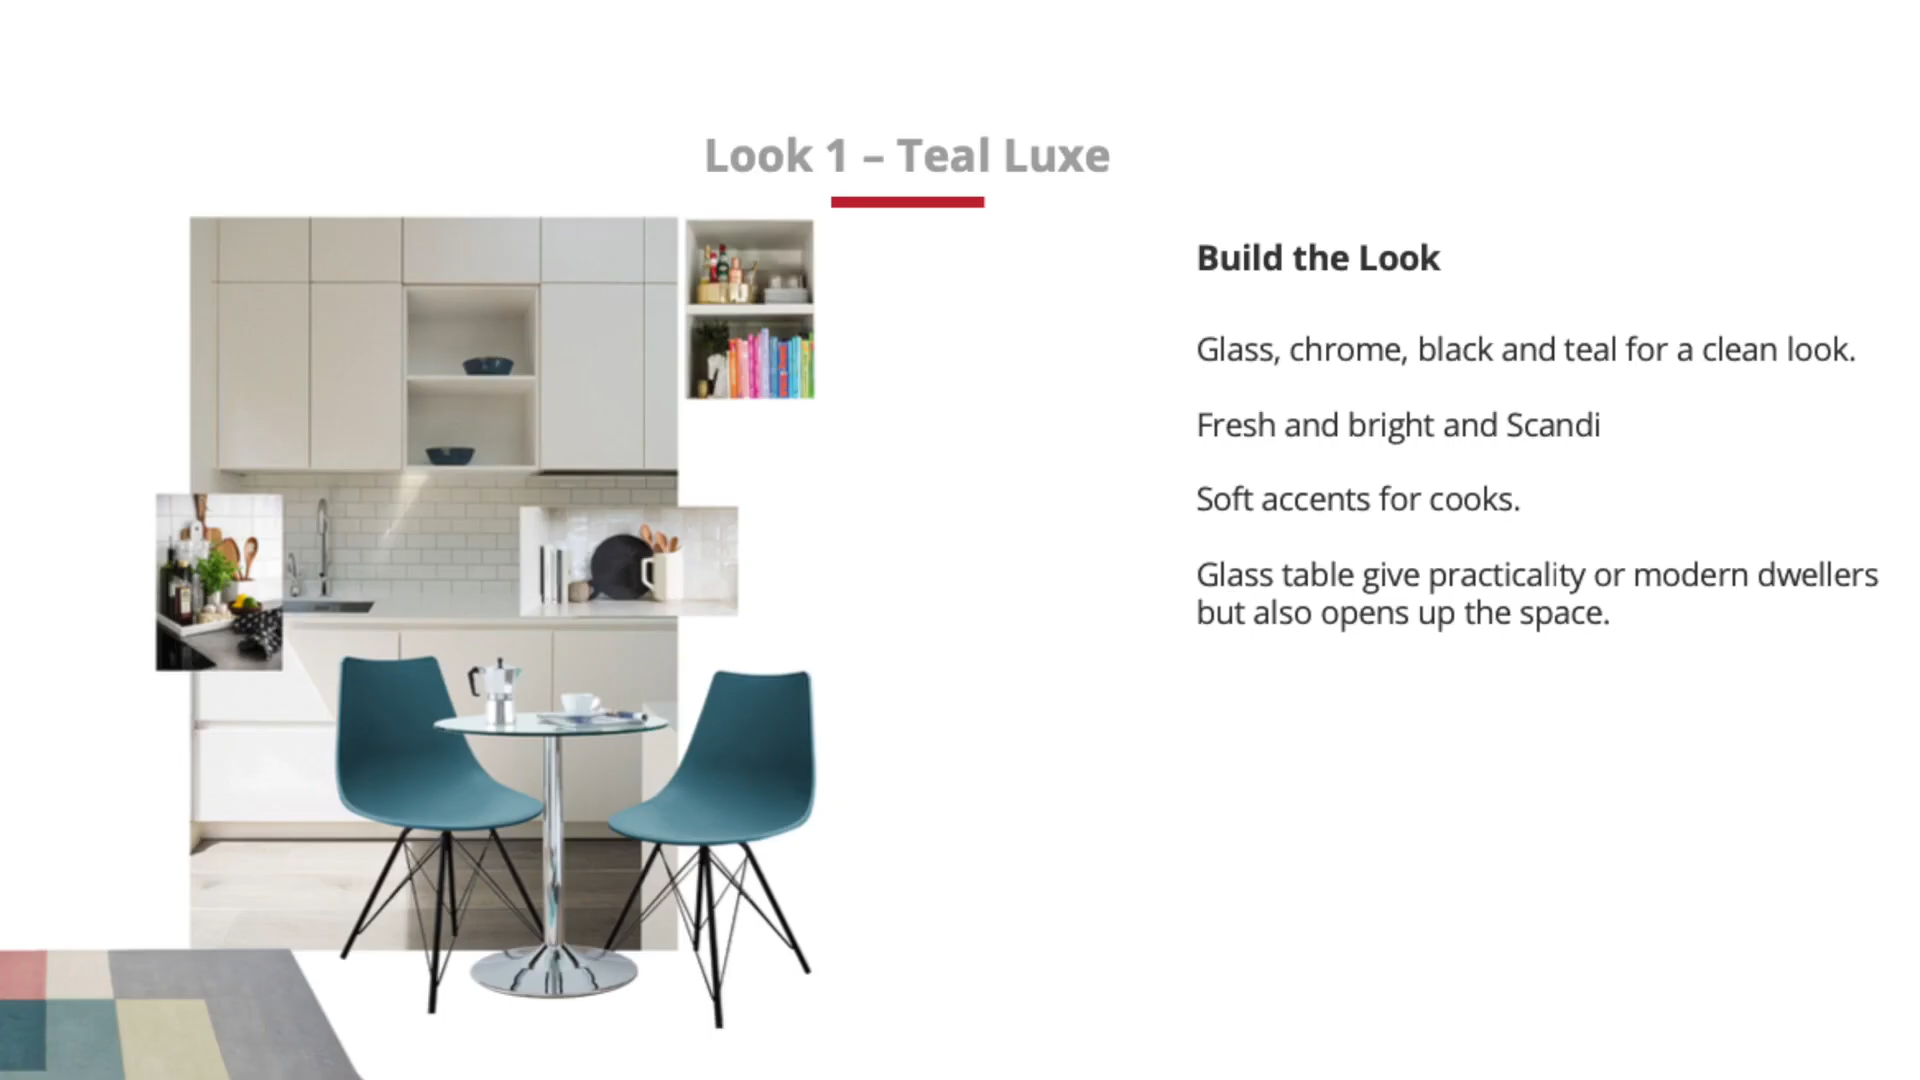 Look 1 – Teal Luxe
Build the Look
Glass, chrome, black and teal for a clean look.
Fresh and bright and Scandi
Soft accents for cooks.
Glass table give practicality or modern dwellers
but also opens up the space.